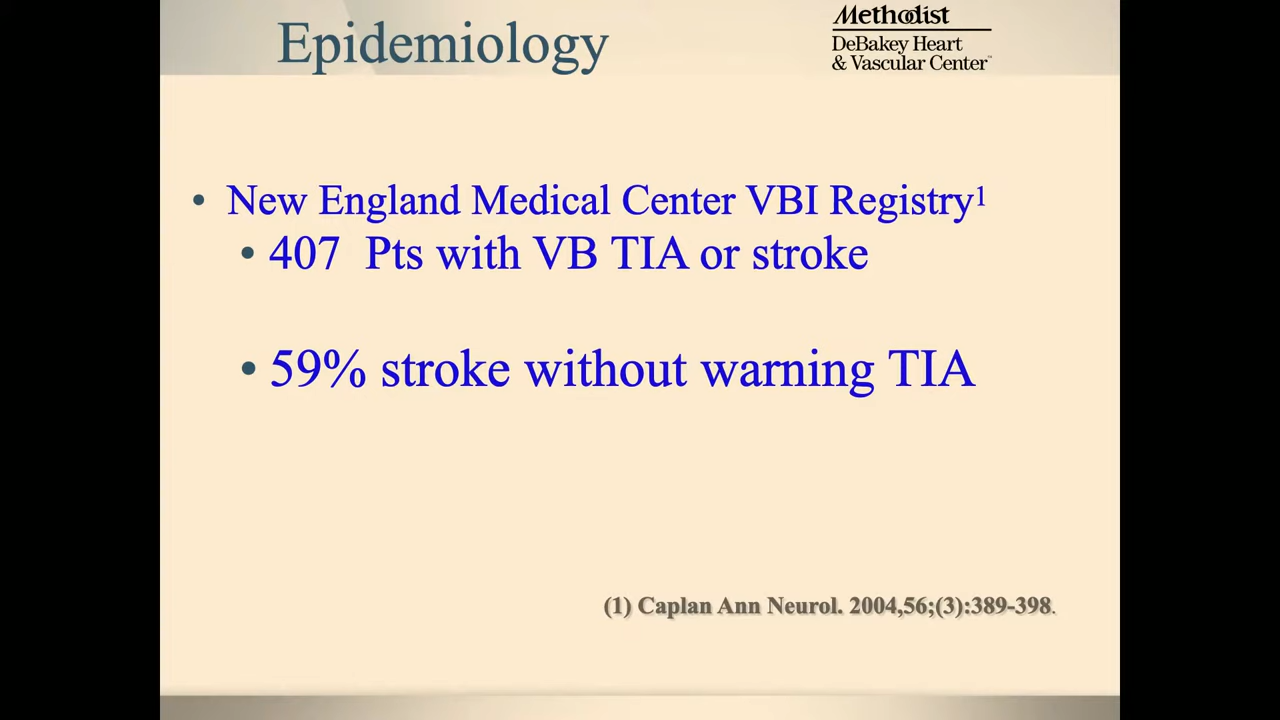 Epidemiology
Methodist
DeBakey Heart
& Vascular Center™
• New England Medical Center VBI Registry¹
• 407 Pts with VB TIA or stroke
• 59% stroke without warning TIA
(1) Caplan Ann Neurol. 2004,56;(3):389-398.